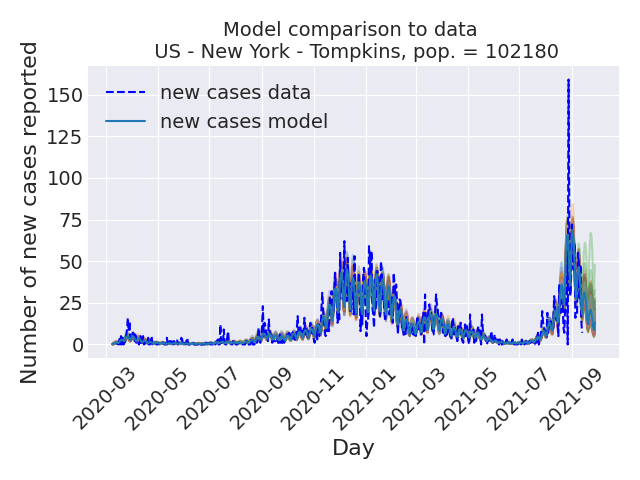 Model comparison to data
US - New York - Tompkins, pop. = 102180
Number of new cases reported
150
125
100
75
50
25
0
new cases data
new cases model
2020-03
2020-05
2020-07
2020-09
2020-11
2021-01
2021-03
2021-05
2021-07
2021-09
Day